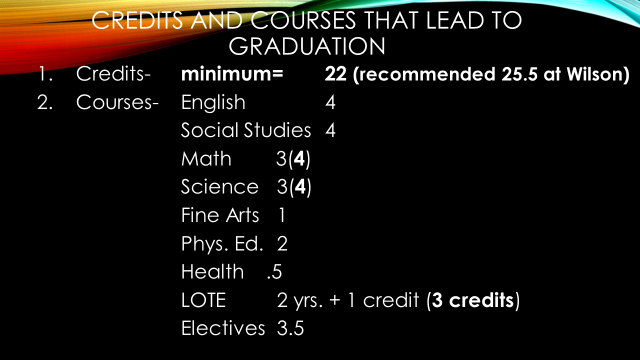 CREDITS AND COURSES THAT LEAD TO
GRADUATION
1. Credits- minimum= 22 (recommended 25.5 at Wilson)
2. Courses- English 4
Social Studies 4
Math 3(4)
Science 3(4)
Fine Arts 1
Phys. Ed. 2
Health .5
LOTE 2 yrs. + 1 credit (3 credits)
Electives 3.5